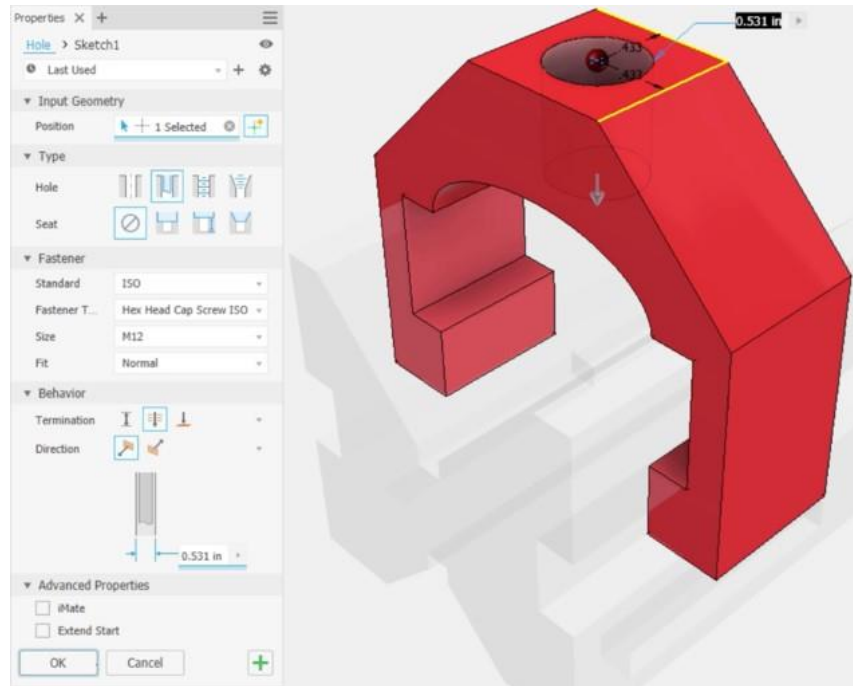 Properties × +
Hole > Sketch1
Last Used
Input Geometry
Position 1 Selected
Type
Hole
Seat
Fastener
Standard ISO
Fastener T... Hex Head Cap Screw ISO
Size M12
Fit Normal
Behavior
Termination
Direction
0.531 in
Advanced Properties
iMate
Extend Start
OK Cancel
0.531 in
.433
.433